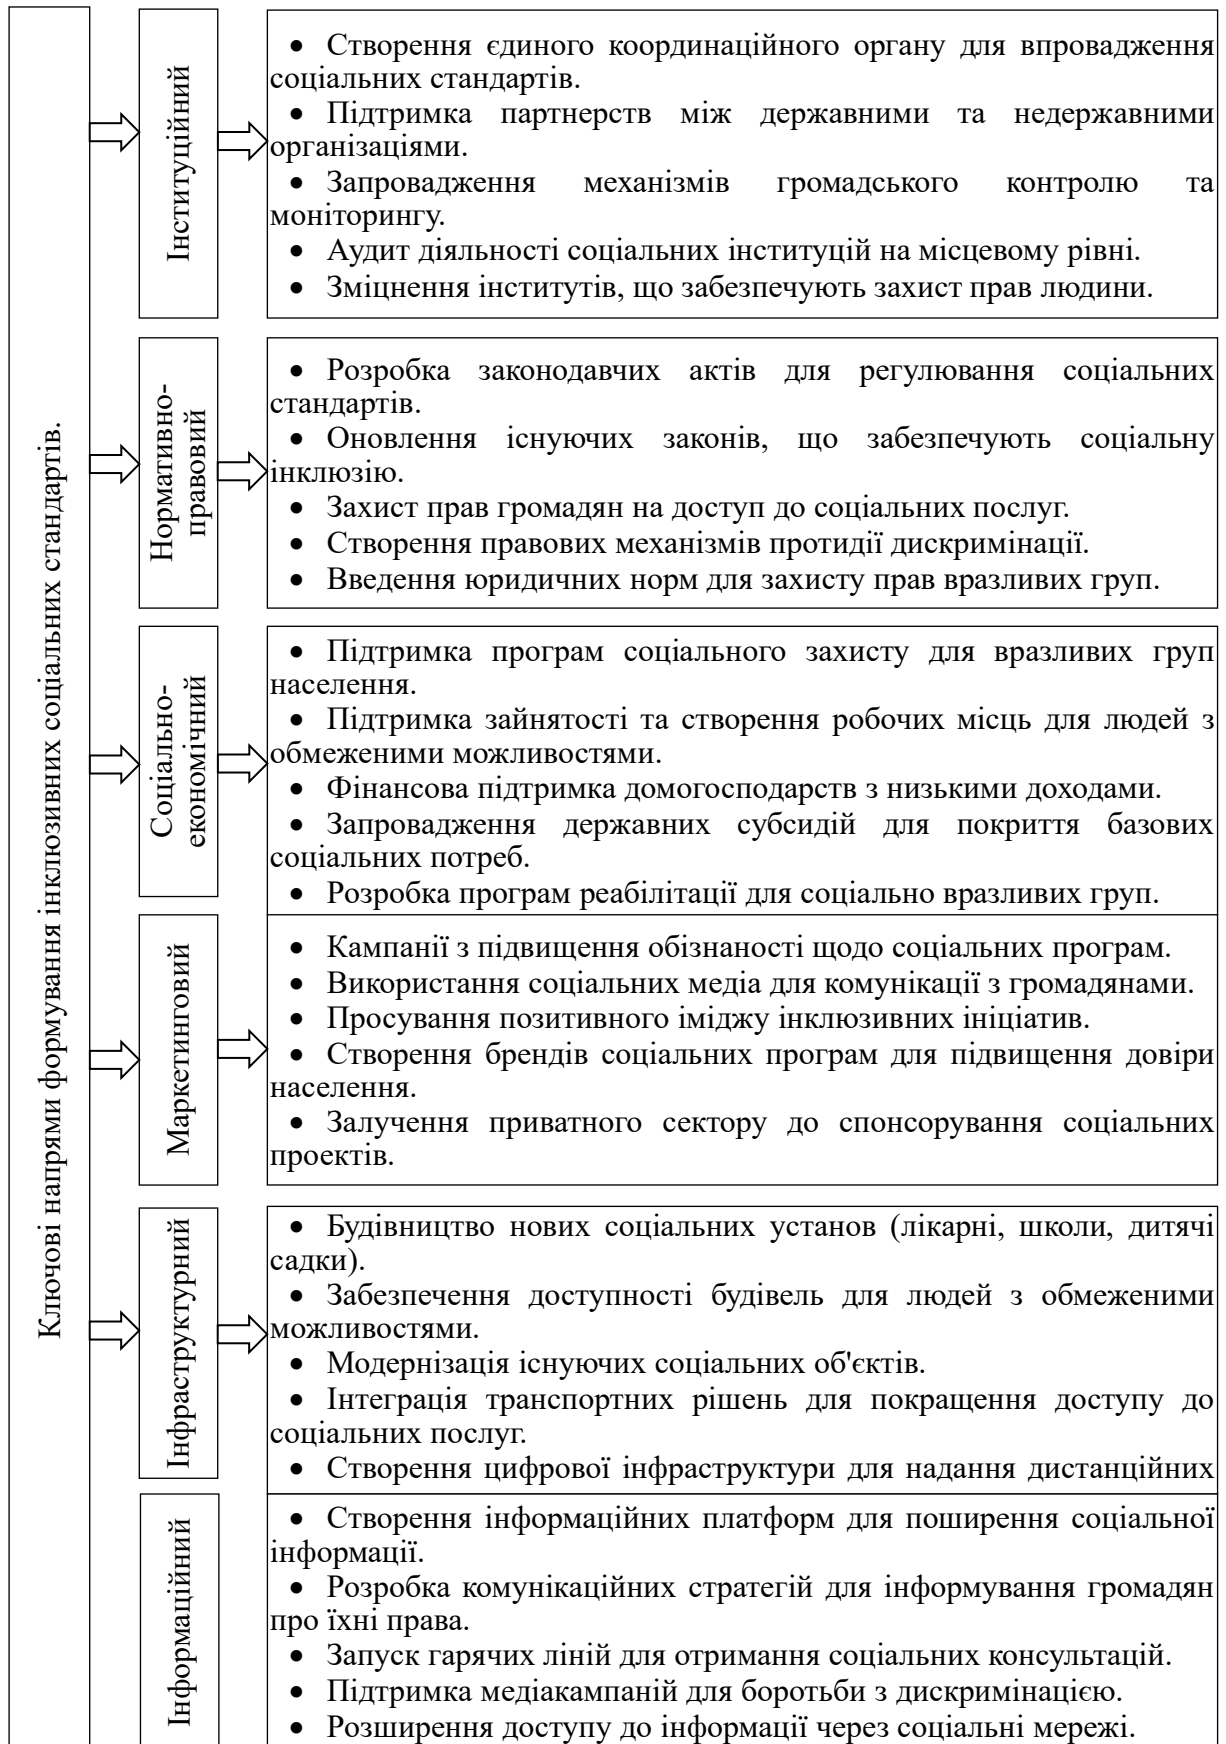 Ключові напрями формування інклюзивних соціальних стандартів.
Інституційний
• Створення єдиного координаційного органу для впровадження
соціальних стандартів.
• Підтримка партнерств між державними та недержавними
організаціями.
• Запровадження механізмів громадського контролю та
моніторингу.
• Аудит діяльності соціальних інституцій на місцевому рівні.
• Зміцнення інститутів, що забезпечують захист прав людини.
Нормативно-
правовий
• Розробка законодавчих актів для регулювання соціальних
стандартів.
• Оновлення існуючих законів, що забезпечують соціальну
інклюзію.
• Захист прав громадян на доступ до соціальних послуг.
• Створення правових механізмів протидії дискримінації.
• Введення юридичних норм для захисту прав вразливих груп.
Соціально-
економічний
• Підтримка програм соціального захисту для вразливих груп
населення.
• Підтримка зайнятості та створення робочих місць для людей з
обмеженими можливостями.
• Фінансова підтримка домогосподарств з низькими доходами.
• Запровадження державних субсидій для покриття базових
соціальних потреб.
• Розробка програм реабілітації для соціально вразливих груп.
Маркетинговий
• Кампанії з підвищення обізнаності щодо соціальних програм.
• Використання соціальних медіа для комунікації з громадянами.
• Просування позитивного іміджу інклюзивних ініціатив.
• Створення брендів соціальних програм для підвищення довіри
населення.
• Залучення приватного сектору до спонсорування соціальних
проектів.
Інфраструктурний
• Будівництво нових соціальних установ (лікарні, школи, дитячі
садки).
• Забезпечення доступності будівель для людей з обмеженими
можливостями.
• Модернізація існуючих соціальних об'єктів.
• Інтеграція транспортних рішень для покращення доступу до
соціальних послуг.
• Створення цифрової інфраструктури для надання дистанційних
Інформаційний
• Створення інформаційних платформ для поширення соціальної
інформації.
• Розробка комунікаційних стратегій для інформування громадян
про їхні права.
• Запуск гарячих ліній для отримання соціальних консультацій.
• Підтримка медіакампаній для боротьби з дискримінацією.
• Розширення доступу до інформації через соціальні мережі.